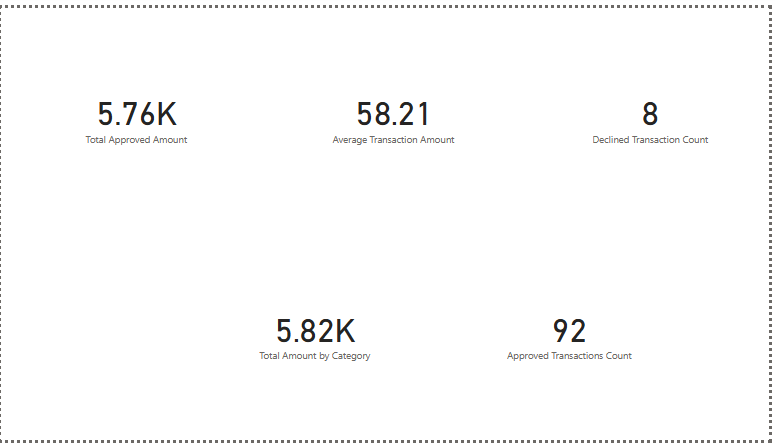 5.76K
Total Approved Amount
58.21
Average Transaction Amount
8
Declined Transaction Count
5.82K
Total Amount by Category
92
Approved Transactions Count